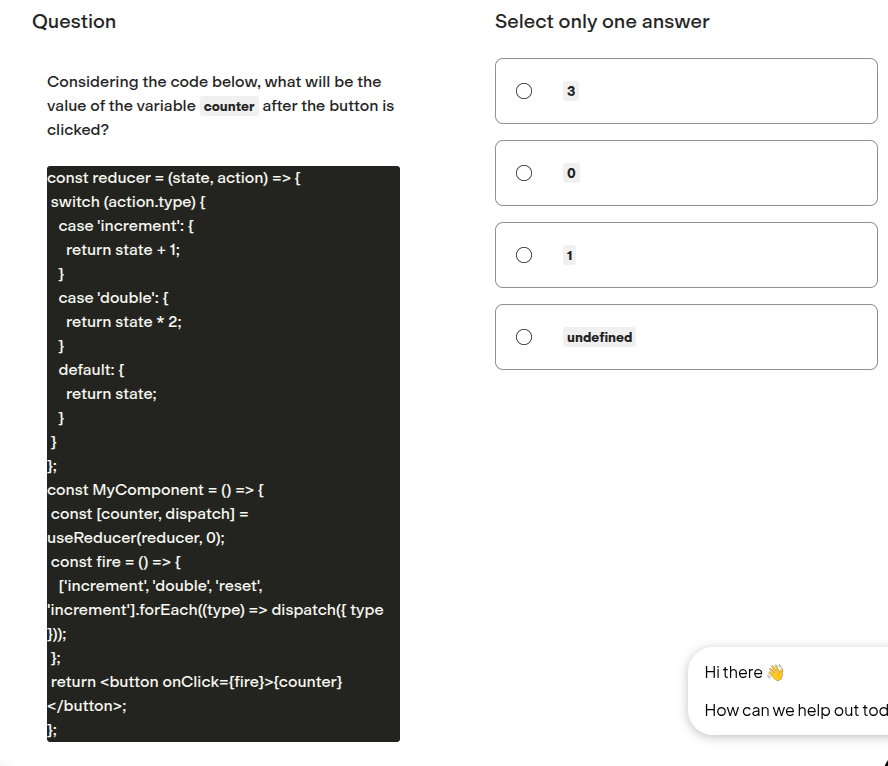 Question
Considering the code below, what will be the
value of the variable counter after the button is
clicked?
const reducer = (state, action) => {
switch (action.type) {
case 'increment': {
return state + 1;
}
case 'double': {
return state * 2;
}
default: {
return state;
}
}
};
const MyComponent = () => {
const [counter, dispatch] =
useReducer(reducer, 0);
const fire = () => {
['increment', 'double', 'reset',
'increment'].forEach((type) => dispatch({ type
}));
};
return <button onClick={fire}>{counter}
</button>;
};
Select only one answer
3
0
1
undefined
Hi there 👋
How can we help out tod